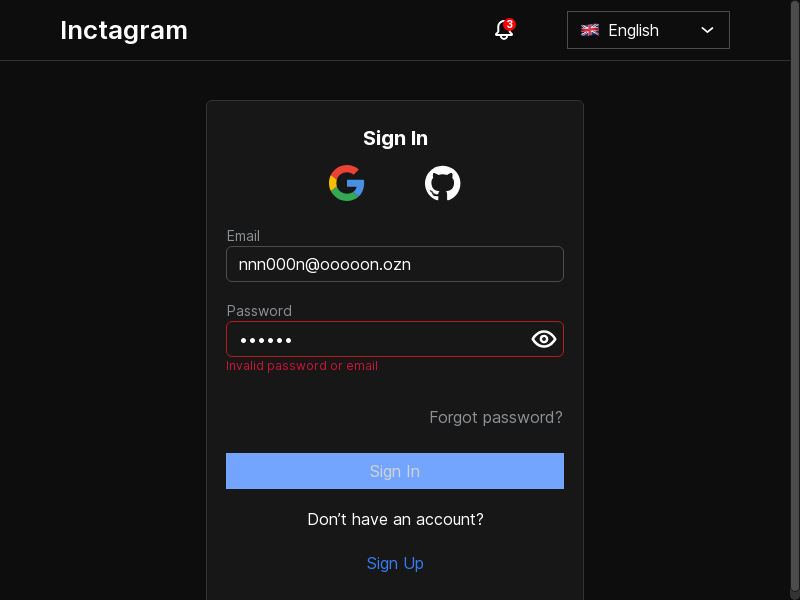 Inctagram
3
English
Sign In
Email
nnn000n@ooooon.ozn
Password
••••••
Invalid password or email
Forgot password?
Sign In
Don’t have an account?
Sign Up